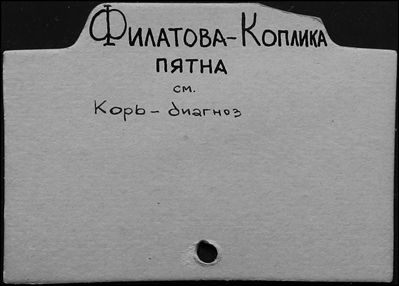 Филатова-Коплика
пятна
см.
Корь - диагноз